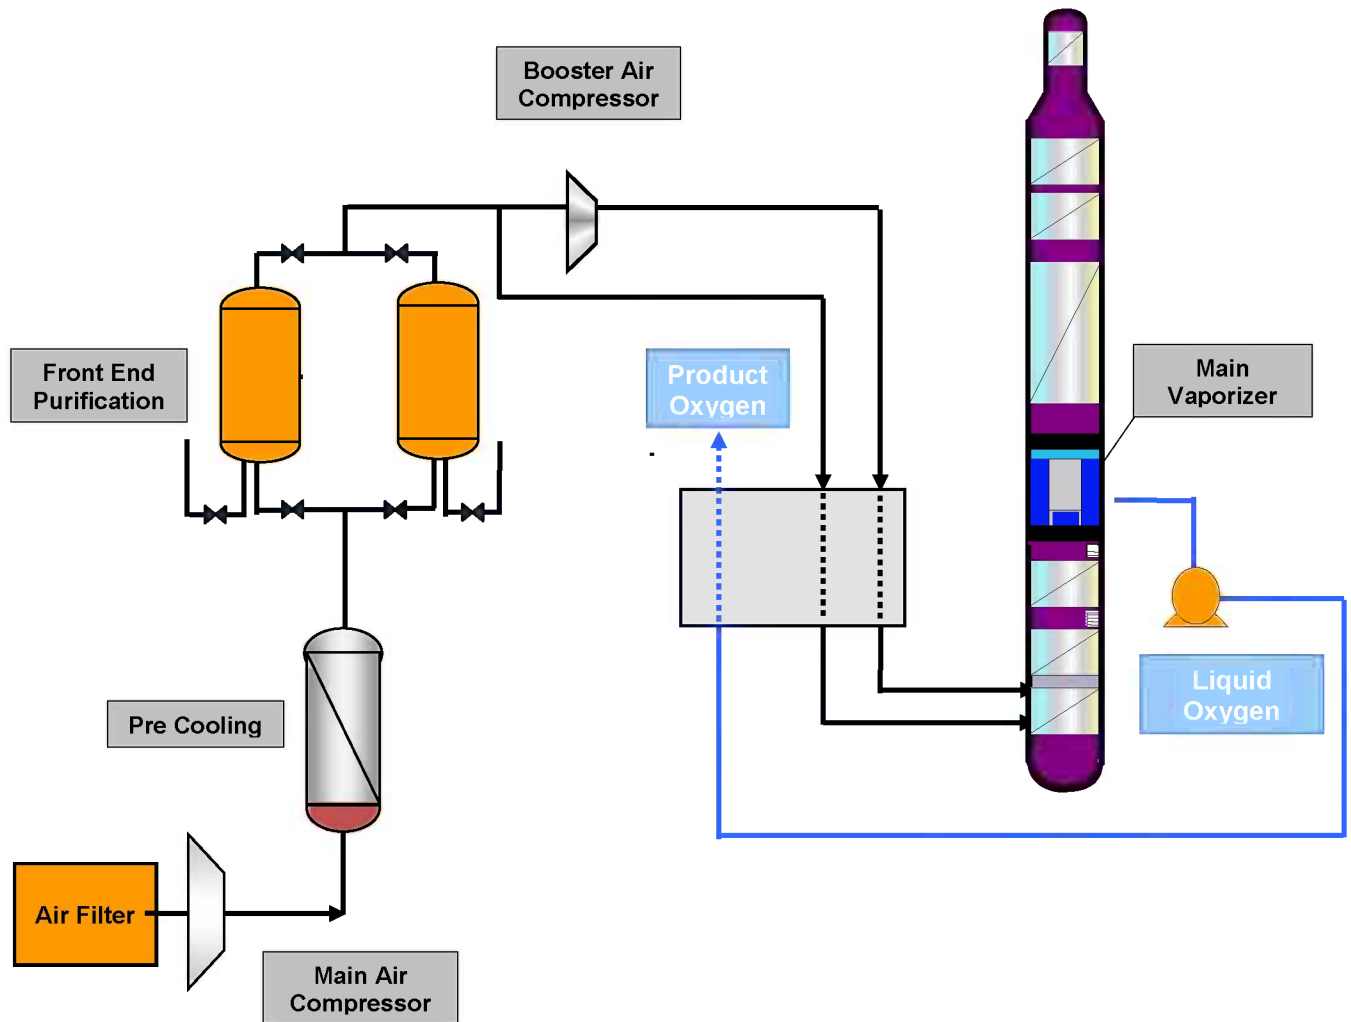 Booster Air
Compressor
Front End
Purification
Product
Oxygen
Main
Vaporizer
Liquid
Oxygen
Pre Cooling
Air Filter
Main Air
Compressor